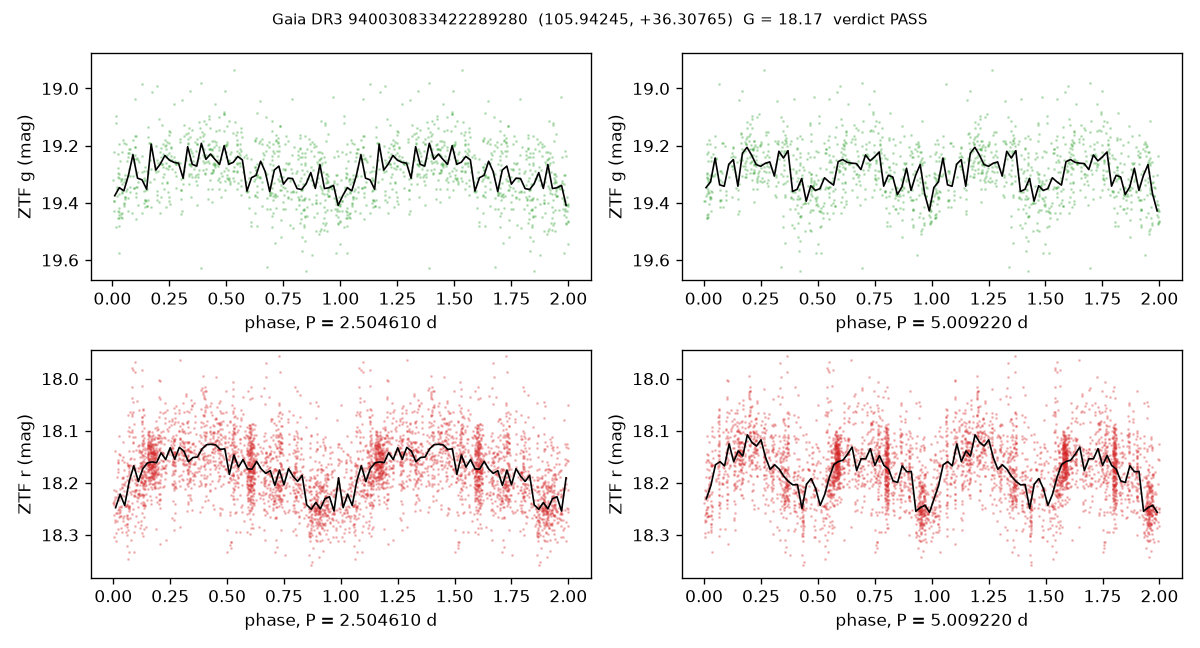 Gaia DR3 940030833422289280  (105.94245, +36.30765)  G = 18.17  verdict PASS
ZTF g (mag)
19.0
19.2
19.4
19.6
0.00 0.25 0.50 0.75 1.00 1.25 1.50 1.75 2.00
phase, P = 2.504610 d
ZTF g (mag)
19.0
19.2
19.4
19.6
0.00 0.25 0.50 0.75 1.00 1.25 1.50 1.75 2.00
phase, P = 5.009220 d
ZTF r (mag)
18.0
18.1
18.2
18.3
0.00 0.25 0.50 0.75 1.00 1.25 1.50 1.75 2.00
phase, P = 2.504610 d
ZTF r (mag)
18.0
18.1
18.2
18.3
0.00 0.25 0.50 0.75 1.00 1.25 1.50 1.75 2.00
phase, P = 5.009220 d